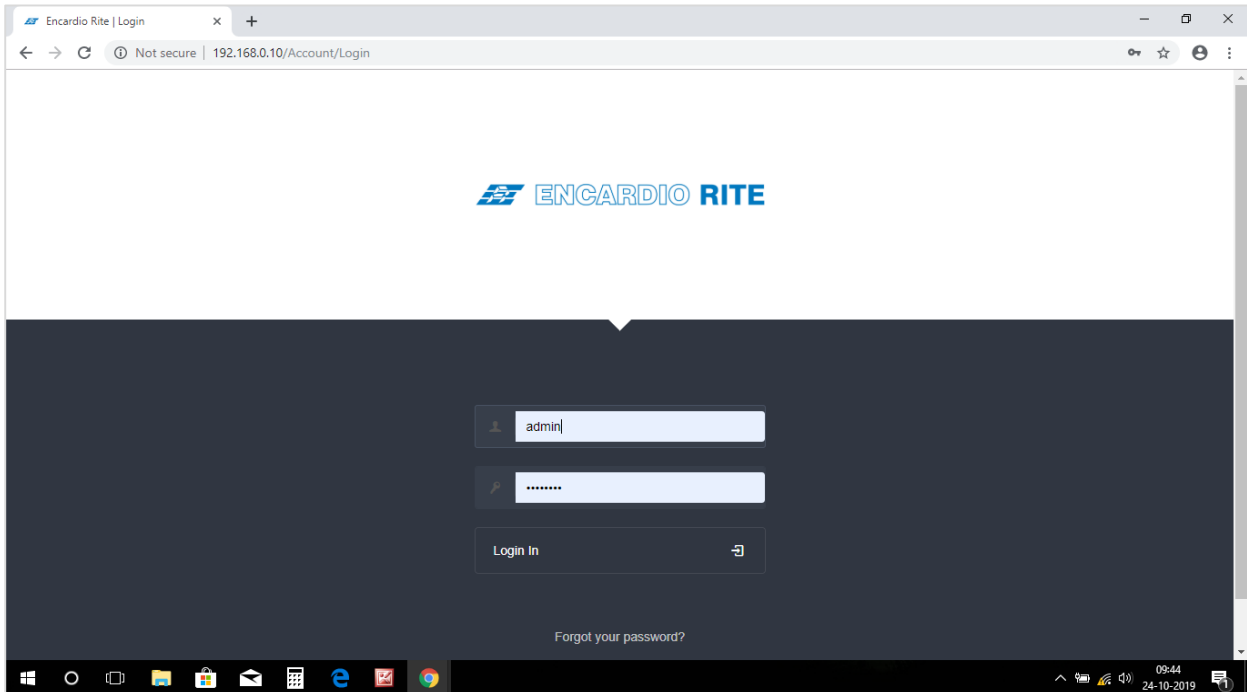 Encardio Rite | Login
Not secure | 192.168.0.10/Account/Login
ENCARDIO RITE
admin
••••••••
Login In
Forgot your password?
09:44
24-10-2019
1